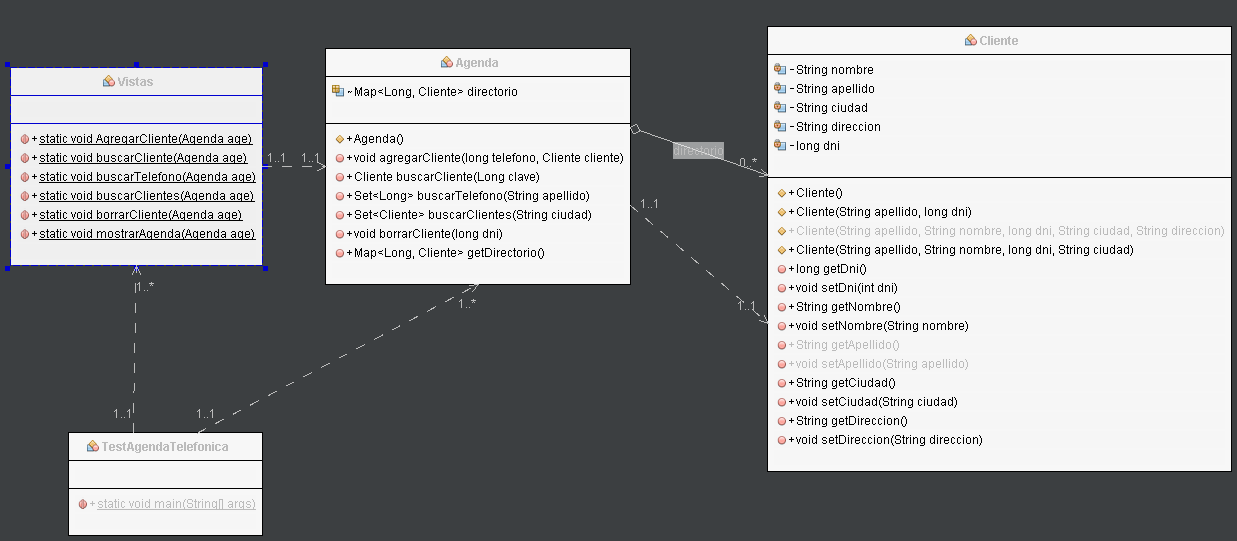 Vistas
+static void AgregarCliente(Agenda age)
+static void buscarCliente(Agenda age)
+static void buscarTelefono(Agenda age)
+static void buscarClientes(Agenda age)
+static void borrarCliente(Agenda age)
+static void mostrarAgenda(Agenda age)
1..1
1..1
Agenda
~Map<Long, Cliente> directorio
+Agenda()
+void agregarCliente(long telefono, Cliente cliente)
+Cliente buscarCliente(Long clave)
+Set<Long> buscarTelefono(String apellido)
+Set<Cliente> buscarClientes(String ciudad)
+void borrarCliente(long dni)
+Map<Long, Cliente> getDirectorio()
directorio
0..*
1..1
1..1
Cliente
-String nombre
-String apellido
-String ciudad
-String direccion
-long dni
+Cliente()
+Cliente(String apellido, long dni)
+Cliente(String apellido, String nombre, long dni, String ciudad, String direccion)
+Cliente(String apellido, String nombre, long dni, String ciudad)
+long getDni()
+void setDni(int dni)
+String getNombre()
+void setNombre(String nombre)
+String getApellido()
+void setApellido(String apellido)
+String getCiudad()
+void setCiudad(String ciudad)
+String getDireccion()
+void setDireccion(String direccion)
1..*
1..*
1..1
1..1
TestAgendaTelefonica
+static void main(String[] args)